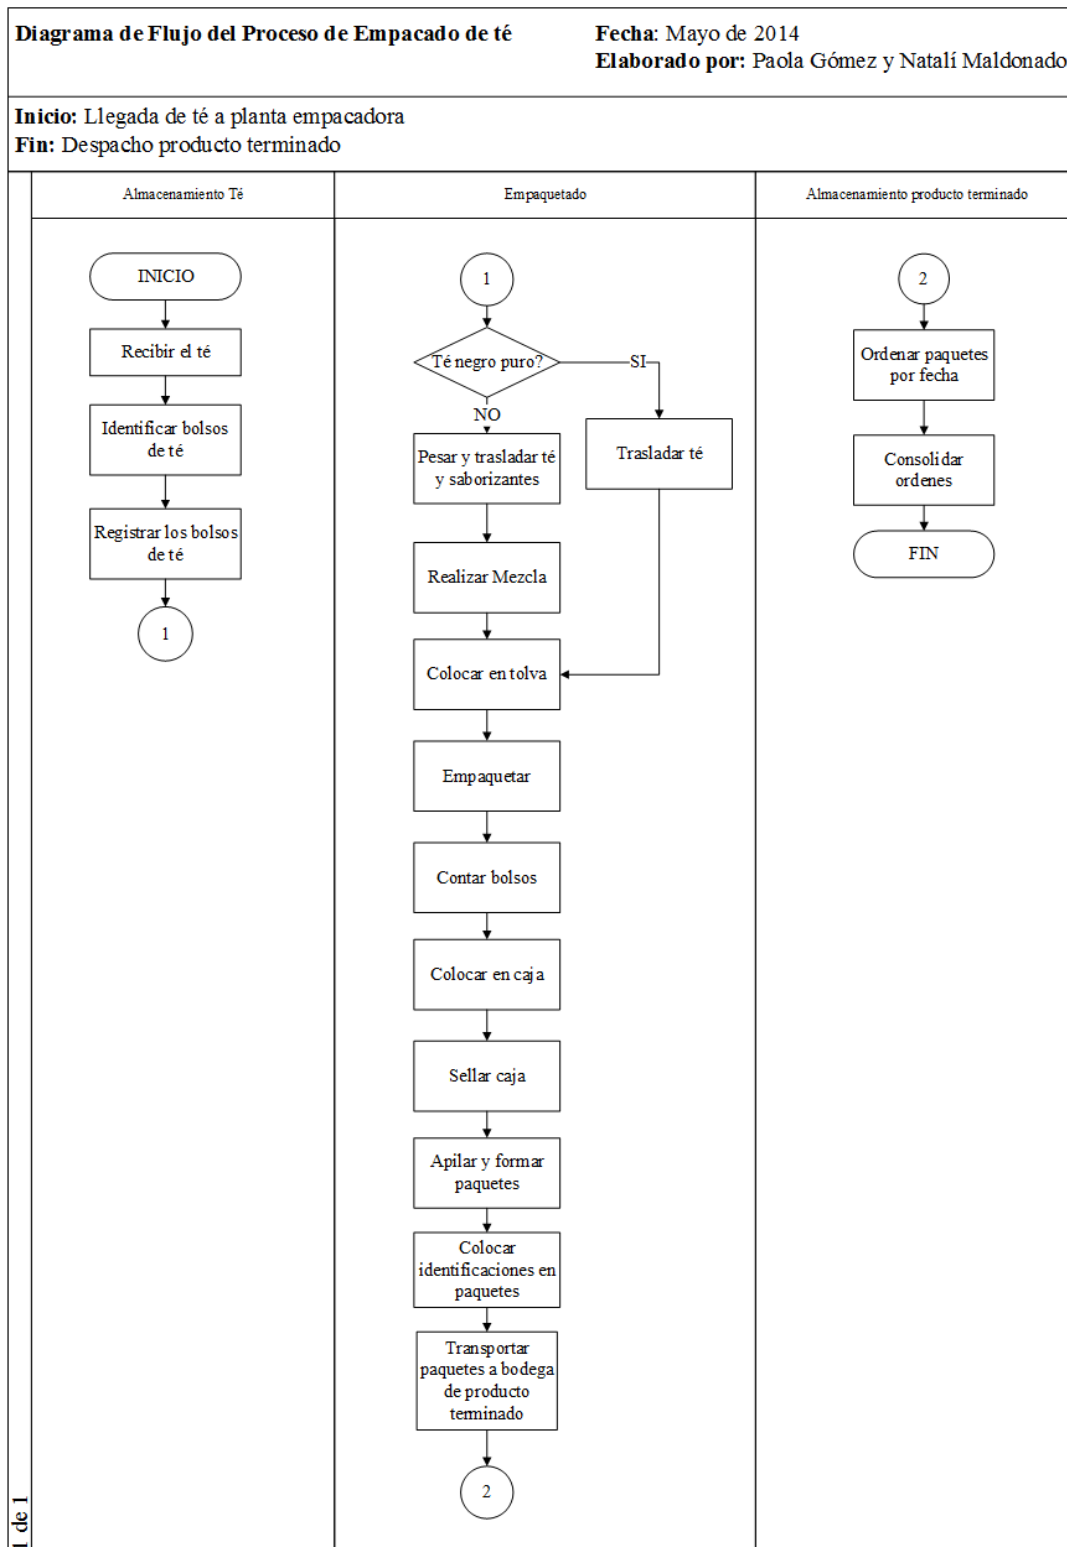 Diagrama de Flujo del Proceso de Empacado de té
Fecha: Mayo de 2014
Elaborado por: Paola Gómez y Natalí Maldonado
Inicio: Llegada de té a planta empacadora
Fin: Despacho producto terminado
Almacenamiento Té
INICIO
Recibir el té
Identificar bolsos
de té
Registrar los bolsos
de té
1
Empaquetado
1
Té negro puro?
SI
NO
Pesar y trasladar té
y saborizantes
Trasladar té
Realizar Mezcla
Colocar en tolva
Empaquetar
Contar bolsos
Colocar en caja
Sellar caja
Apilar y formar
paquetes
Colocar
identificaciones en
paquetes
Transportar
paquetes a bodega
de producto
terminado
2
Almacenamiento producto terminado
2
Ordenar paquetes
por fecha
Consolidar
ordenes
FIN
1 de 1